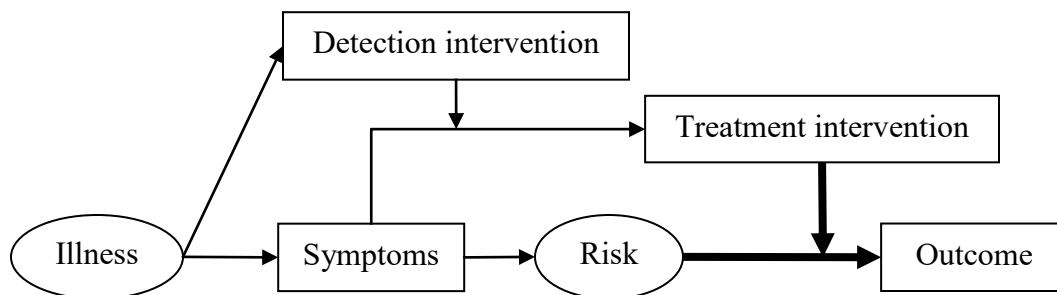 Detection intervention
Treatment intervention
Illness
Symptoms
Risk
Outcome